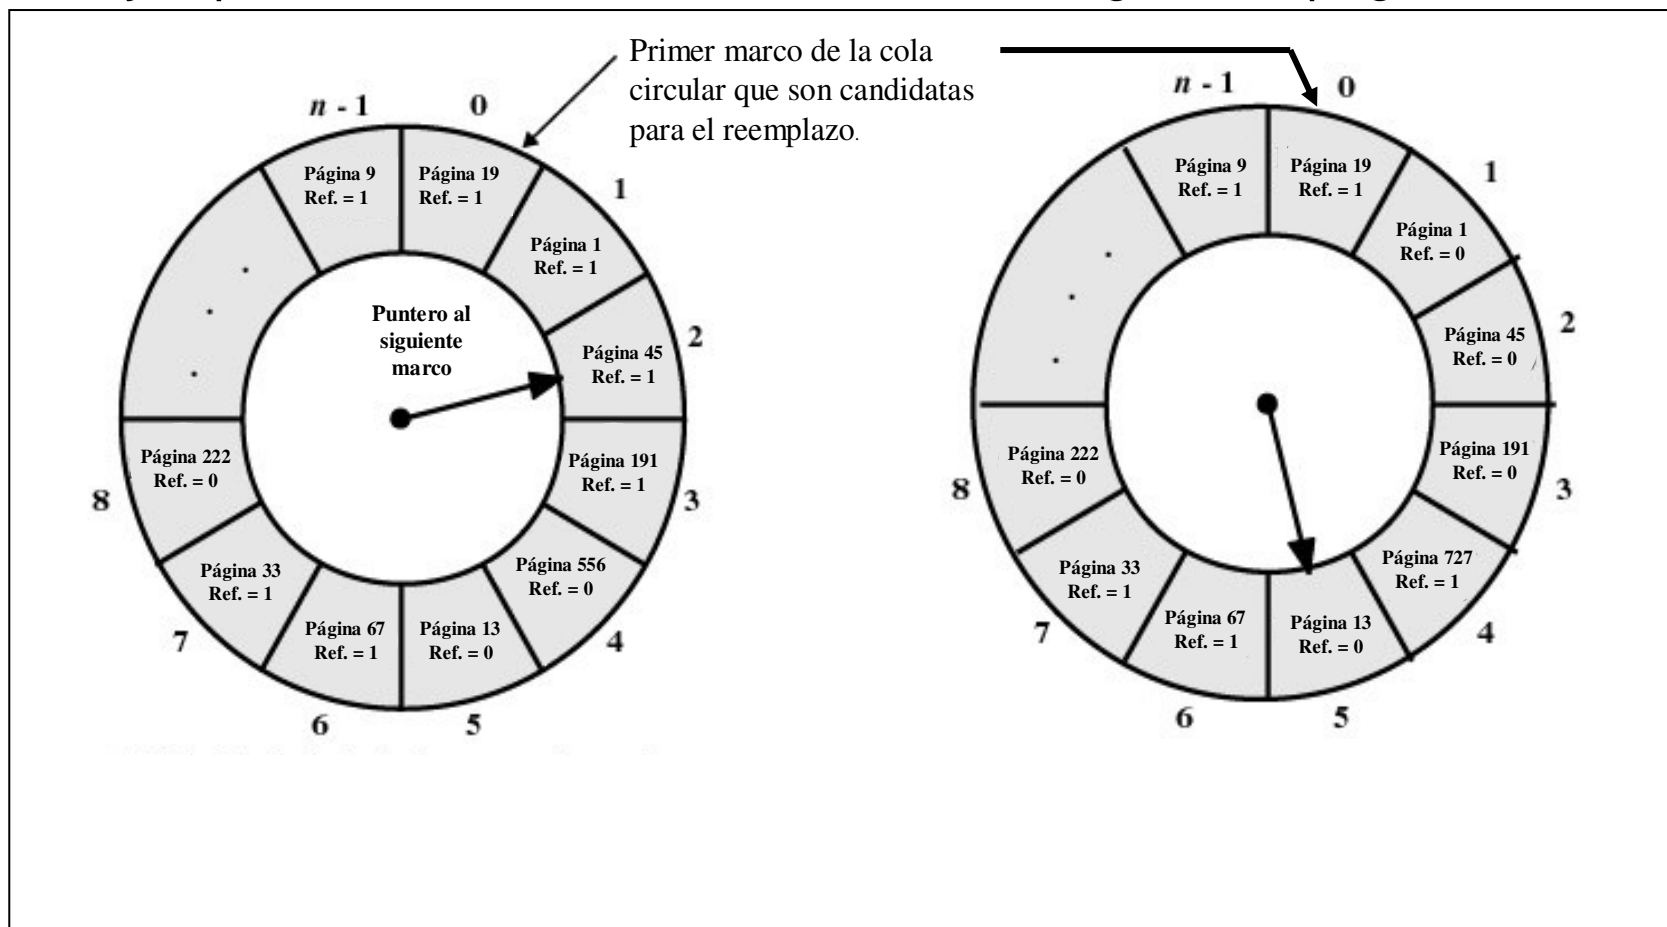 Primer marco de la cola
circular que son candidatas
para el reemplazo.
n - 1
0
1
2
3
4
5
6
7
8
Página 9
Ref. = 1
Página 19
Ref. = 1
Página 1
Ref. = 1
Página 45
Ref. = 1
Página 191
Ref. = 1
Página 556
Ref. = 0
Página 13
Ref. = 0
Página 67
Ref. = 1
Página 33
Ref. = 1
Página 222
Ref. = 0
Puntero al
siguiente
marco
n - 1
0
1
2
3
4
5
6
7
8
Página 9
Ref. = 1
Página 19
Ref. = 1
Página 1
Ref. = 0
Página 45
Ref. = 0
Página 191
Ref. = 0
Página 727
Ref. = 1
Página 13
Ref. = 0
Página 67
Ref. = 1
Página 33
Ref. = 1
Página 222
Ref. = 0